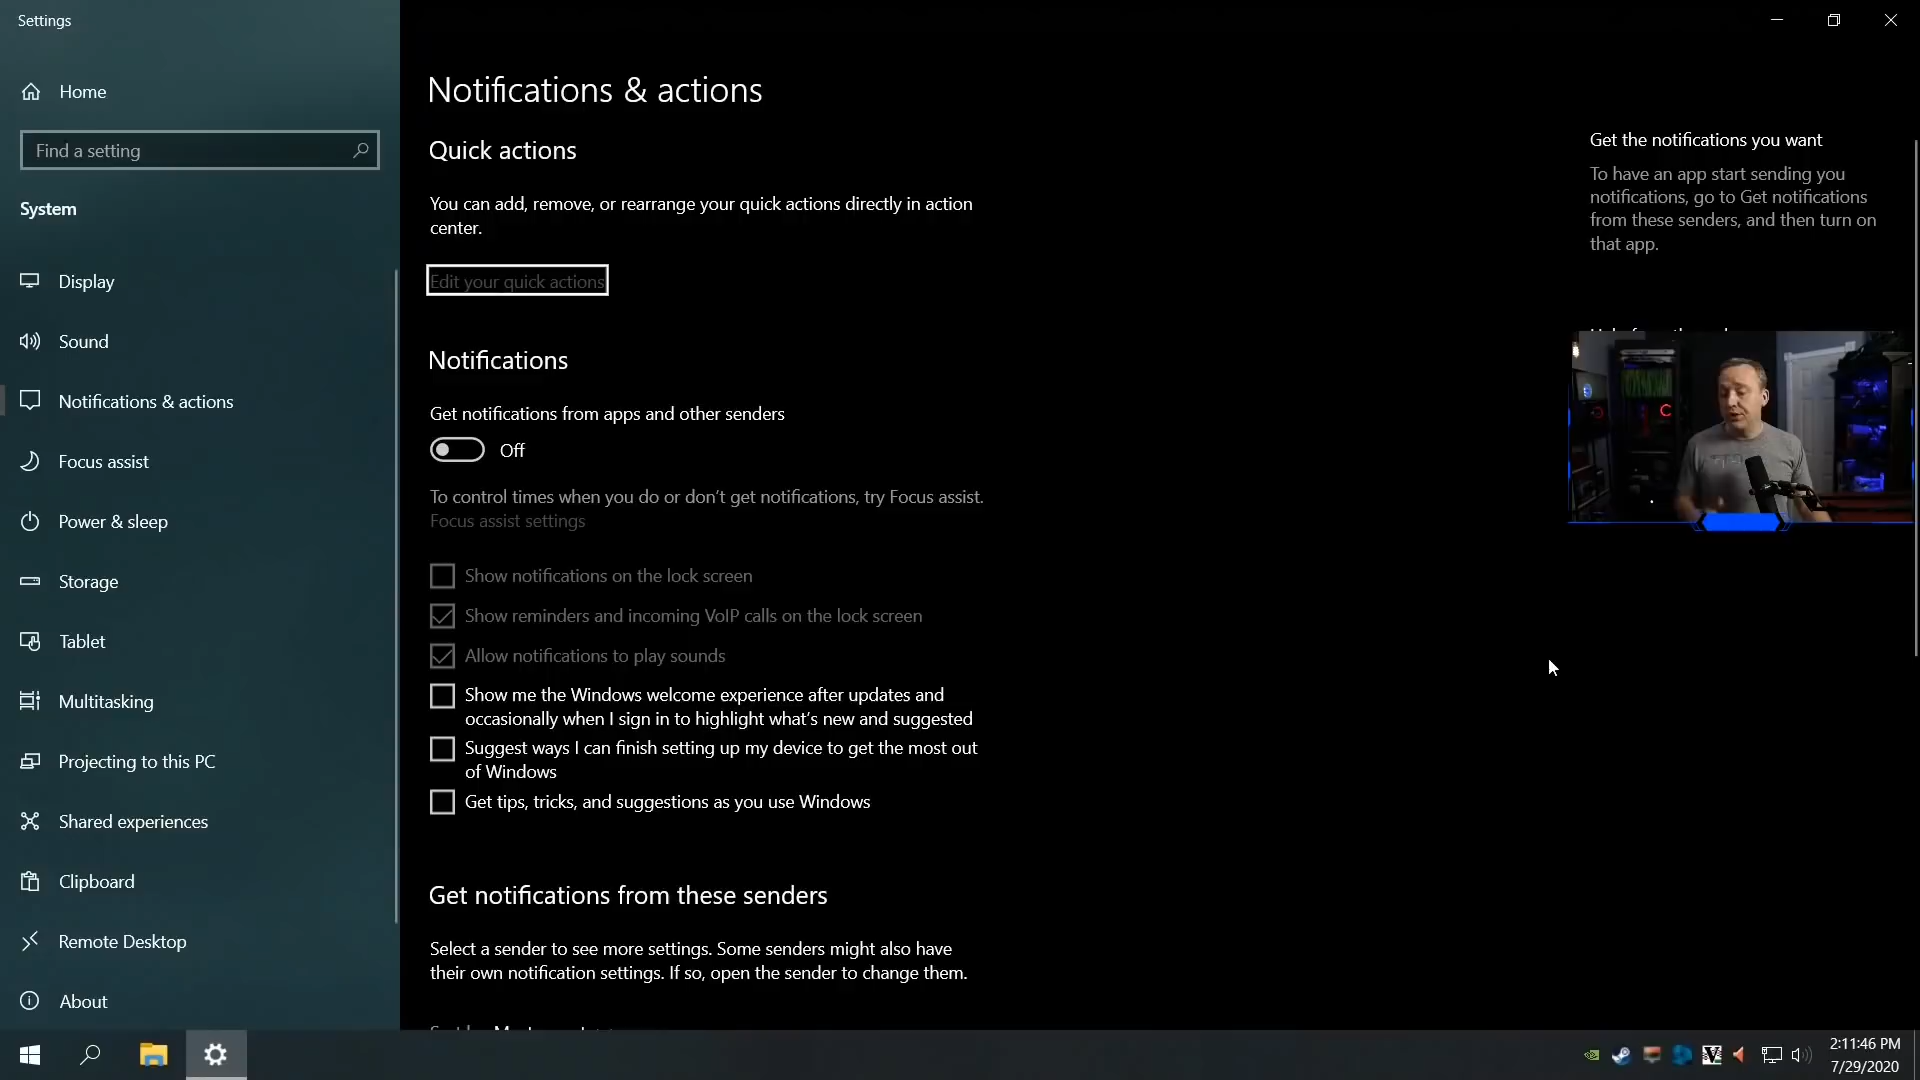 Settings
Home
Find a setting
System
Display
Sound
Notifications & actions
Focus assist
Power & sleep
Storage
Tablet
Multitasking
Projecting to this PC
Shared experiences
Clipboard
Remote Desktop
About
Notifications & actions
Quick actions
You can add, remove, or rearrange your quick actions directly in action
center.
Edit your quick actions
Notifications
Get notifications from apps and other senders
Off
To control times when you do or don’t get notifications, try Focus assist.
Focus assist settings
Show notifications on the lock screen
Show reminders and incoming VoIP calls on the lock screen
Allow notifications to play sounds
Show me the Windows welcome experience after updates and
occasionally when I sign in to highlight what’s new and suggested
Suggest ways I can finish setting up my device to get the most out
of Windows
Get tips, tricks, and suggestions as you use Windows
Get notifications from these senders
Select a sender to see more settings. Some senders might also have
their own notification settings. If so, open the sender to change them.
Get the notifications you want
To have an app start sending you
notifications, go to Get notifications
from these senders, and then turn on
that app.
2:11:46 PM
7/29/2020